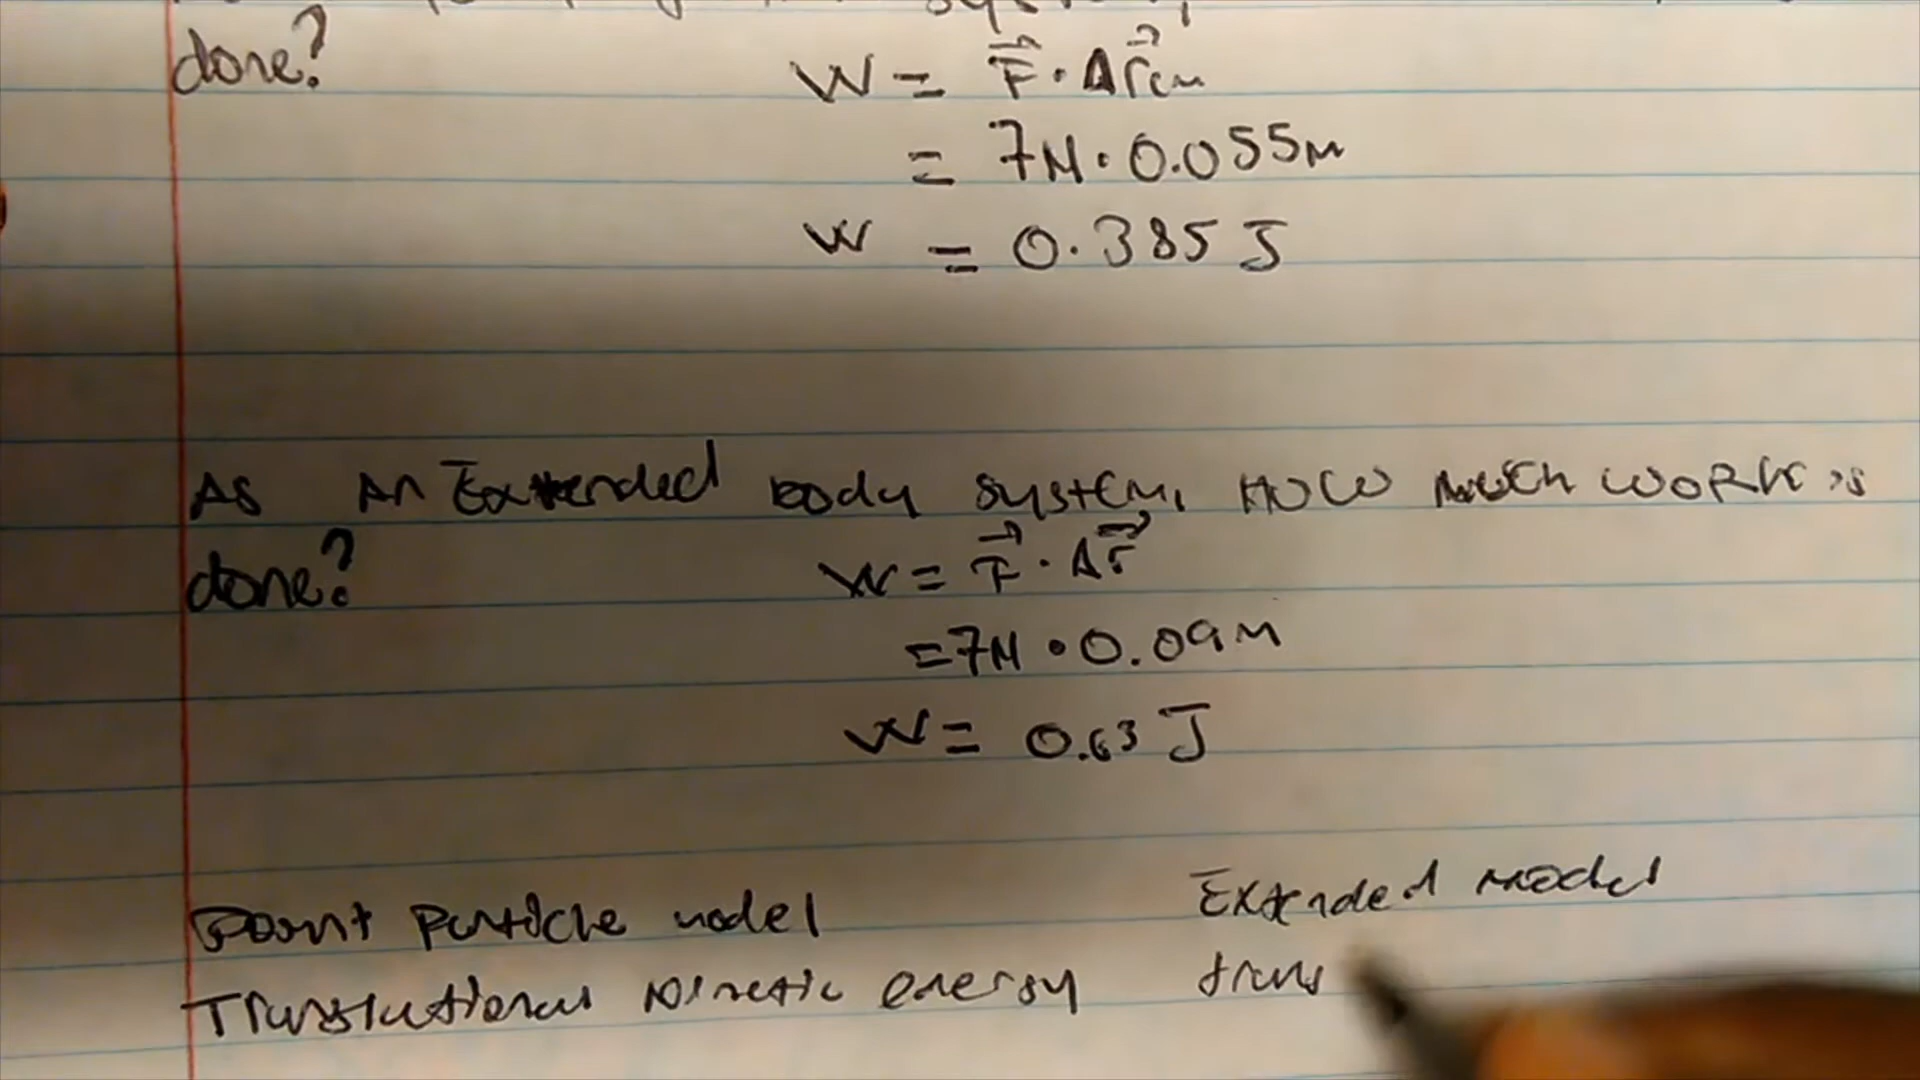 done?
W = F⃗ · Δr⃗cm
= 7N · 0.055m
W = 0.385 J
As An Extended body system, How much work is
done?
W = F⃗ · Δr⃗
= 7N · 0.09m
W = 0.63 J
Point Particle model
Extended model
Translational kinetic energy
trans